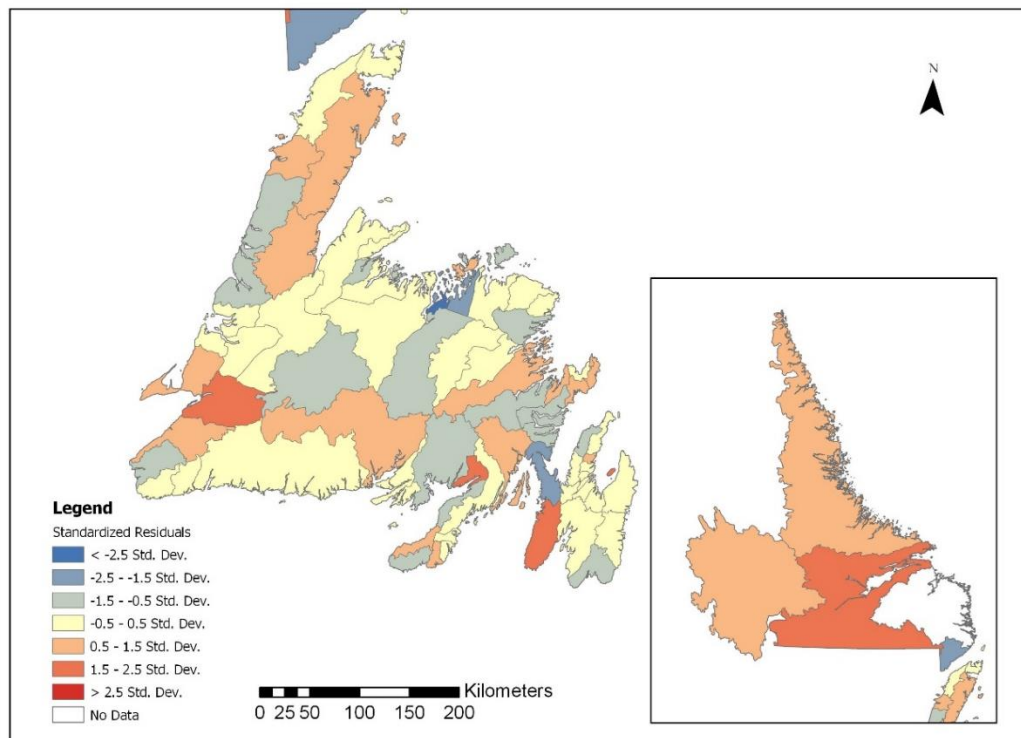 N
Legend
Standardized Residuals
< -2.5 Std. Dev.
-2.5 - -1.5 Std. Dev.
-1.5 - -0.5 Std. Dev.
-0.5 - 0.5 Std. Dev.
0.5 - 1.5 Std. Dev.
1.5 - 2.5 Std. Dev.
> 2.5 Std. Dev.
No Data
Kilometers
0 25 50 100 150 200